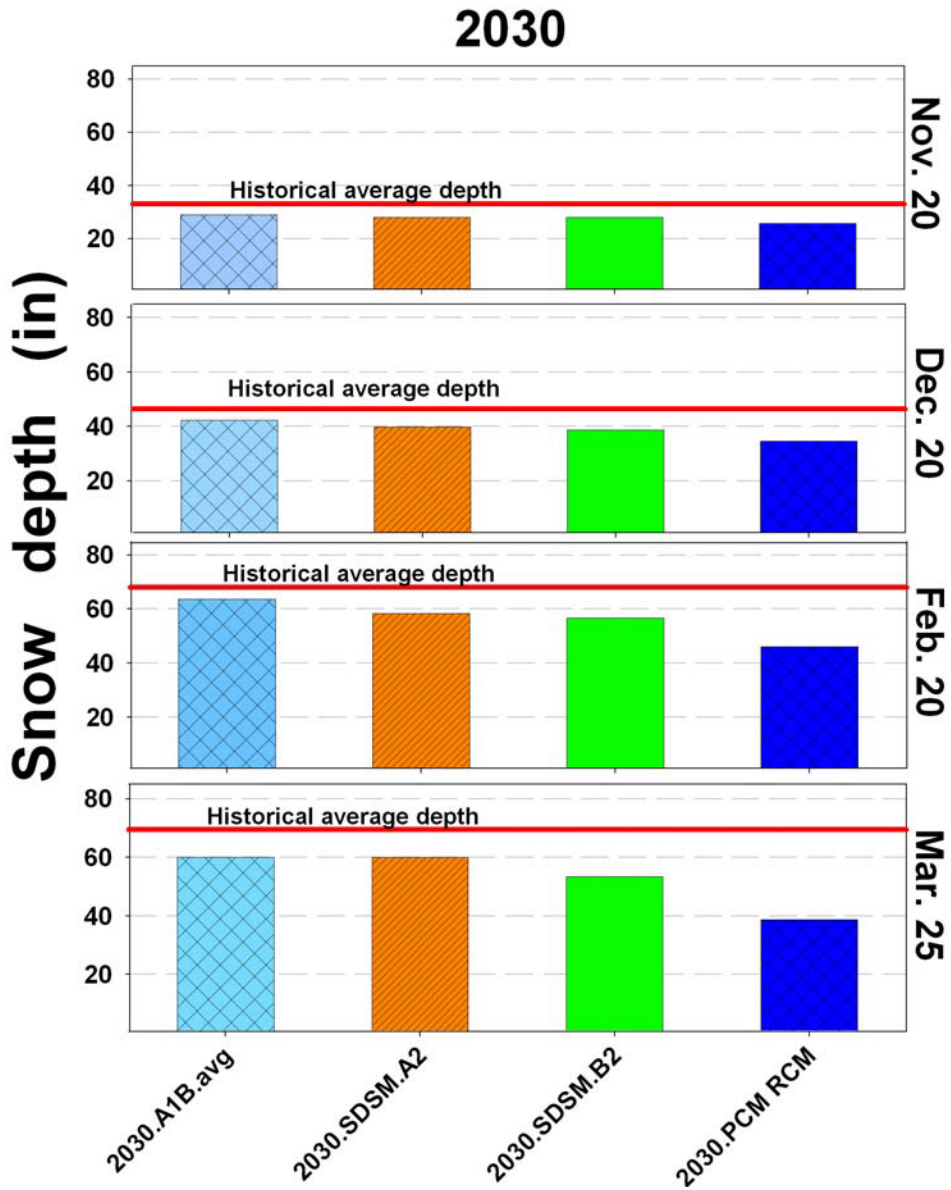 2030
Snow depth (in)
80
60
40
20
Historical average depth
Nov. 20
80
60
40
20
Historical average depth
Dec. 20
80
60
40
20
Historical average depth
Feb. 20
80
60
40
20
Historical average depth
Mar. 25
2030.A1B.avg
2030.SDSM.A2
2030.SDSM.B2
2030.PCM RCM